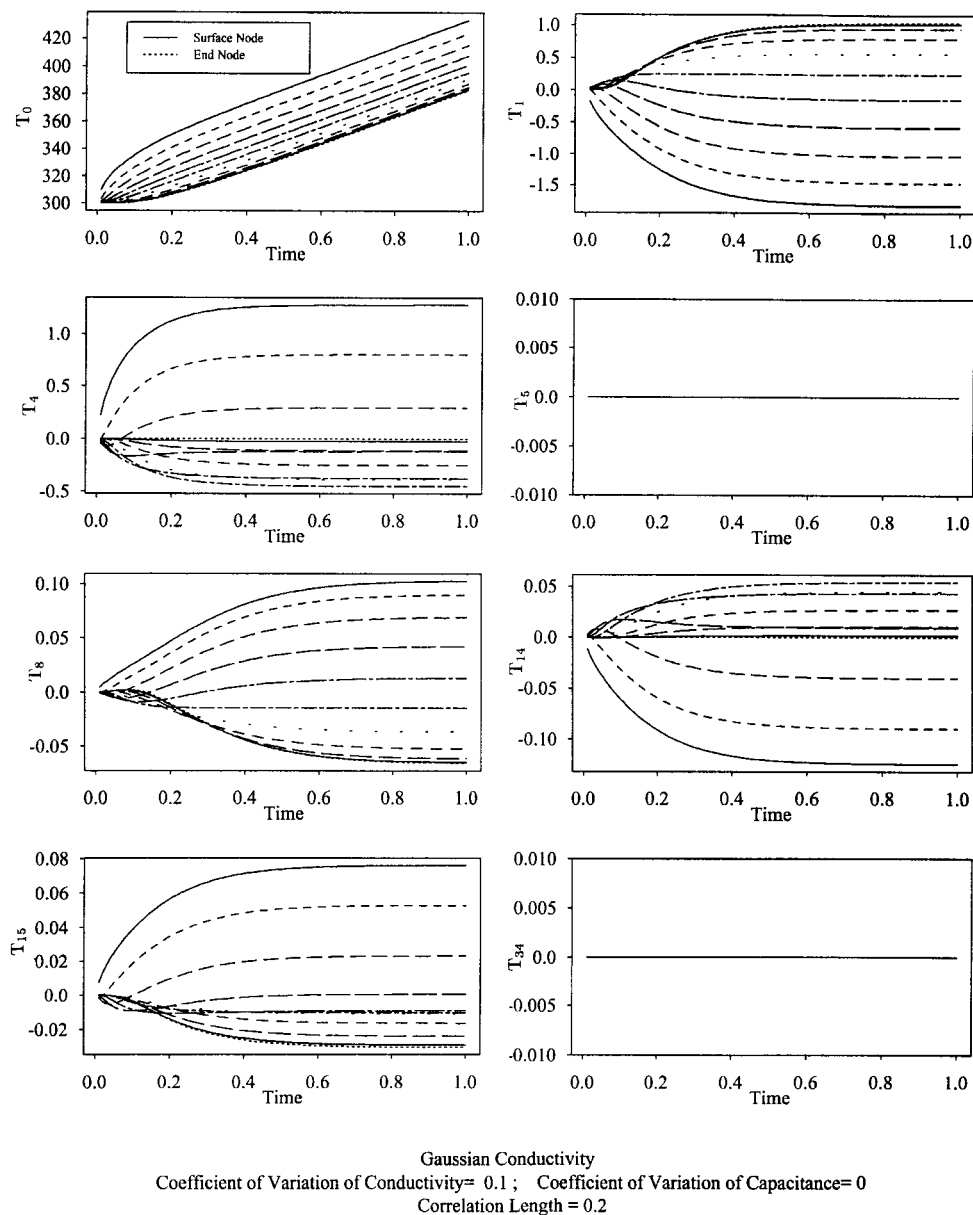 Surface Node
End Node
420
400
380
360
340
320
300
T0
0.0 0.2 0.4 0.6 0.8 1.0
Time
1.0
0.5
0.0
-0.5
-1.0
-1.5
T1
0.0 0.2 0.4 0.6 0.8 1.0
Time
1.0
0.5
0.0
-0.5
T4
0.0 0.2 0.4 0.6 0.8 1.0
Time
0.010
0.005
0.0
-0.005
-0.010
T5
0.0 0.2 0.4 0.6 0.8 1.0
Time
0.10
0.05
0.0
-0.05
T8
0.0 0.2 0.4 0.6 0.8 1.0
Time
0.05
0.0
-0.05
-0.10
T14
0.0 0.2 0.4 0.6 0.8 1.0
Time
0.08
0.06
0.04
0.02
0.0
-0.02
T15
0.0 0.2 0.4 0.6 0.8 1.0
Time
0.010
0.005
0.0
-0.005
-0.010
T34
0.0 0.2 0.4 0.6 0.8 1.0
Time
Gaussian Conductivity
Coefficient of Variation of Conductivity= 0.1 ; Coefficient of Variation of Capacitance= 0
Correlation Length = 0.2